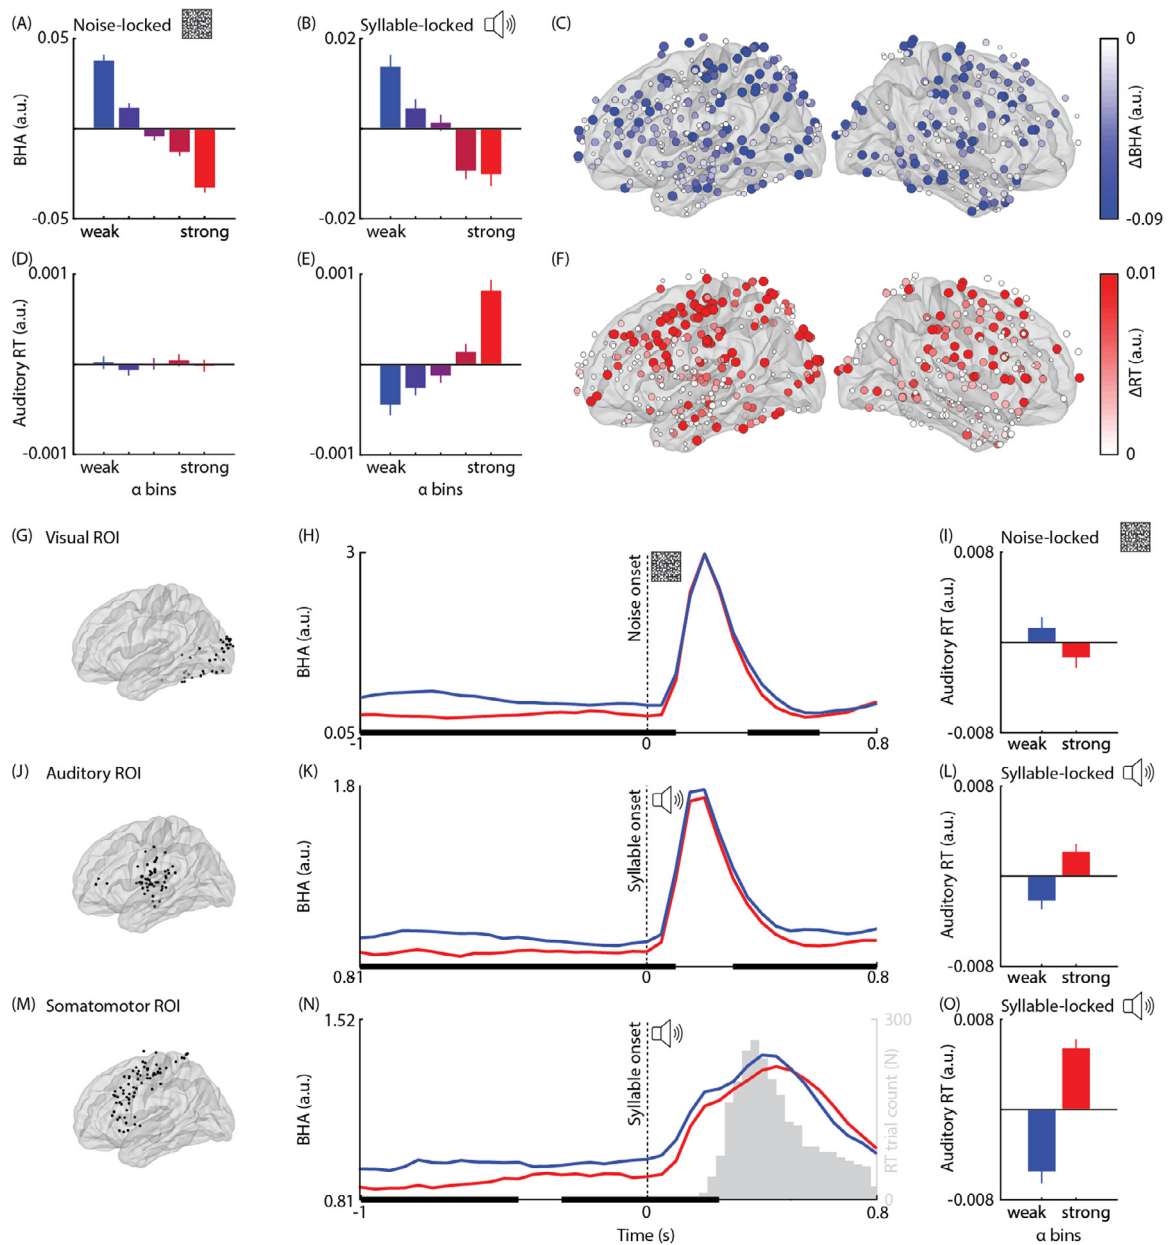 (A) Noise-locked
0.05
BHA (a.u.)
-0.05
weak strong
(B) Syllable-locked
0.02
-0.02
weak strong
(C)
0
ΔBHA (a.u.)
-0.09
(D)
0.001
Auditory RT (a.u.)
-0.001
weak strong
α bins
(E)
0.001
-0.001
weak strong
α bins
(F)
0.01
ΔRT (a.u.)
0
(G) Visual ROI
(H)
3
BHA (a.u.)
0.05
Noise onset
-1 0 0.8
(I) Noise-locked
0.008
Auditory RT (a.u.)
-0.008
weak strong
(J) Auditory ROI
(K)
1.8
BHA (a.u.)
0.81
Syllable onset
-1 0 0.8
(L) Syllable-locked
0.008
Auditory RT (a.u.)
-0.008
weak strong
(M) Somatomotor ROI
(N)
1.52
BHA (a.u.)
0.81
Syllable onset
300
RT trial count (N)
0
-1 0 0.8
Time (s)
(O) Syllable-locked
0.008
Auditory RT (a.u.)
-0.008
weak strong
α bins